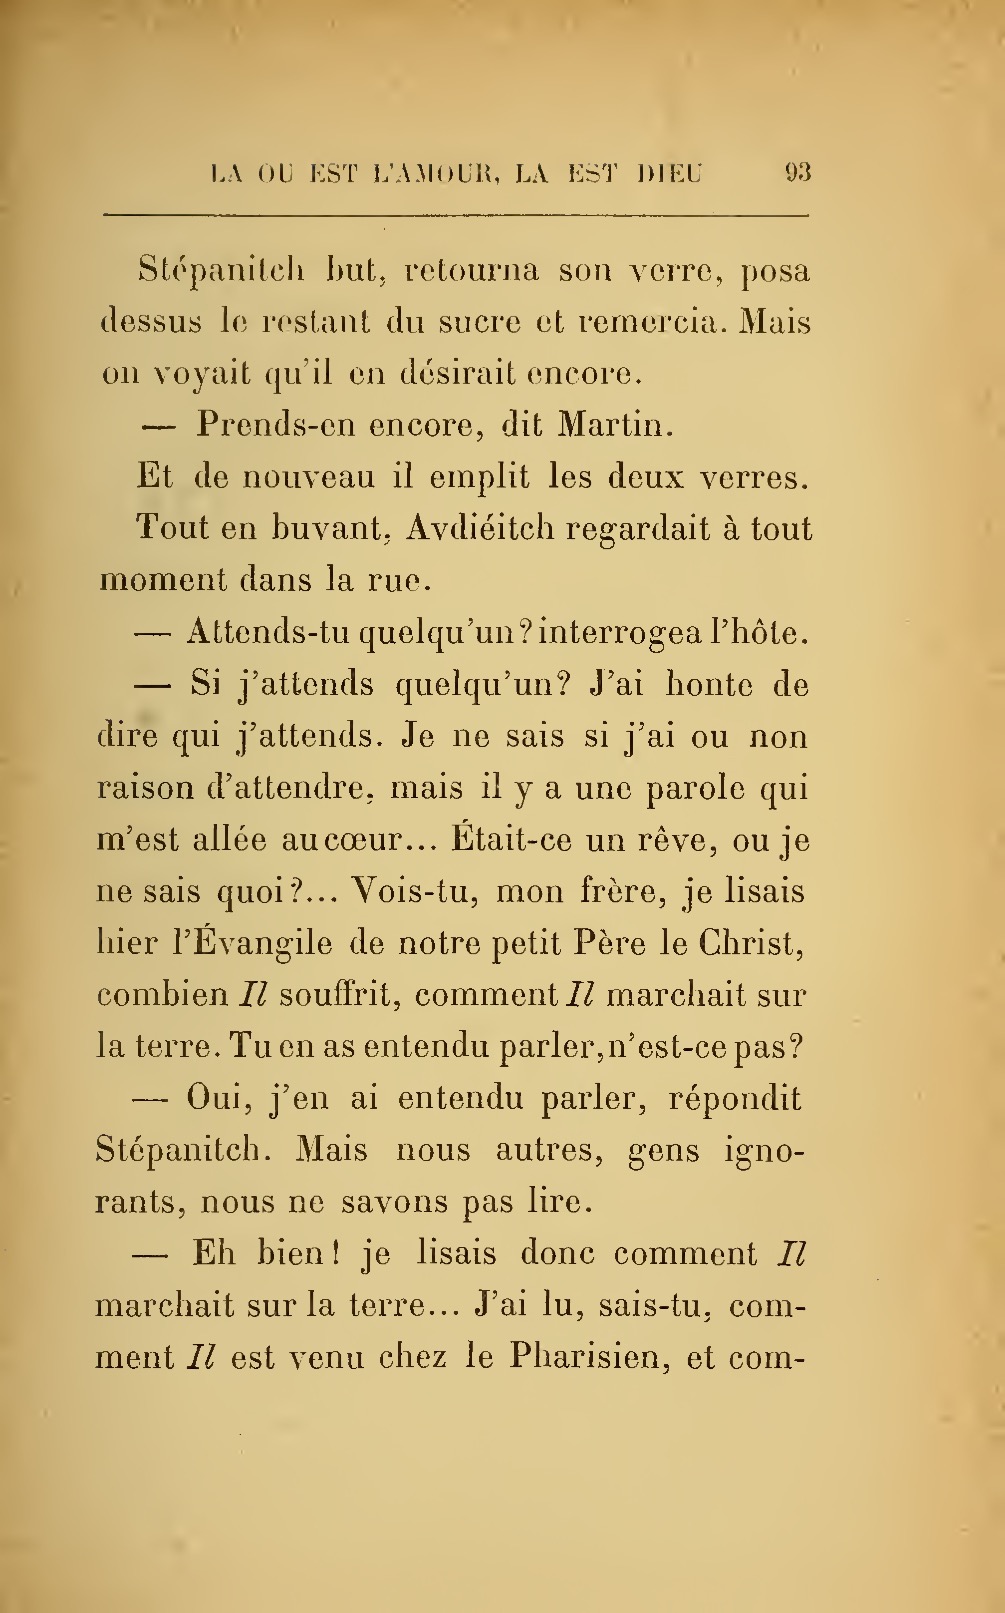 LA OU EST L'AMOUR, LA EST DIEU 93
Stépanitch but, retourna son verre, posa
dessus le restant du sucre et remercia. Mais
on voyait qu'il en désirait encore.
— Prends-en encore, dit Martin.
Et de nouveau il emplit les deux verres.
Tout en buvant, Avdiéitch regardait à tout
moment dans la rue.
— Attends-tu quelqu'un? interrogea l'hôte.
— Si j'attends quelqu'un? J'ai honte de
dire qui j'attends. Je ne sais si j'ai ou non
raison d'attendre, mais il y a une parole qui
m'est allée au cœur... Était-ce un rêve, ou je
ne sais quoi?... Vois-tu, mon frère, je lisais
hier l'Évangile de notre petit Père le Christ,
combien Il souffrit, comment Il marchait sur
la terre. Tu en as entendu parler, n'est-ce pas?
— Oui, j'en ai entendu parler, répondit
Stépanitch. Mais nous autres, gens igno-
rants, nous ne savons pas lire.
— Eh bien! je lisais donc comment Il
marchait sur la terre... J'ai lu, sais-tu, com-
ment Il est venu chez le Pharisien, et com-